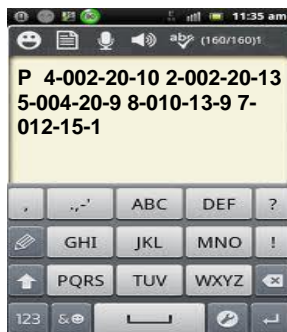 11:35 am
abc (160/160)1
P 4-002-20-10 2-002-20-13
5-004-20-9 8-010-13-9 7-
012-15-1
, .,-' ABC DEF ?
GHI JKL MNO !
PQRS TUV WXYZ
123 &